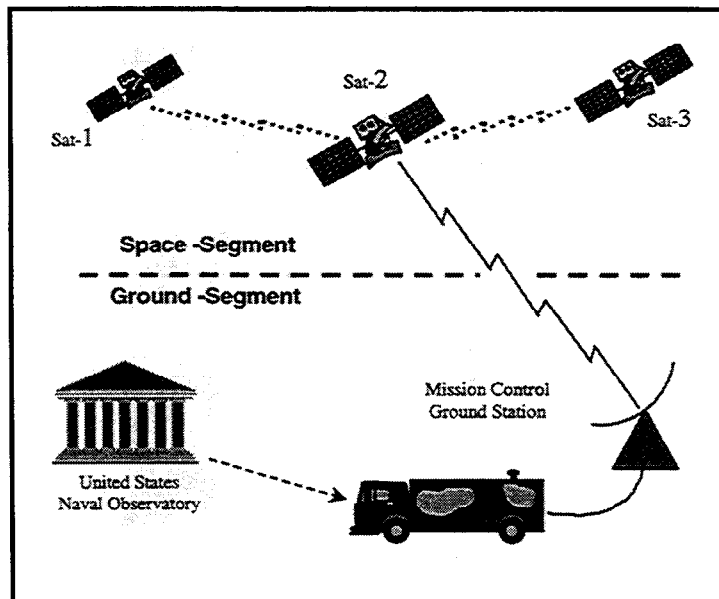 Sat-1
Sat-2
Sat-3
Space -Segment
Ground -Segment
Mission Control
Ground Station
United States
Naval Observatory